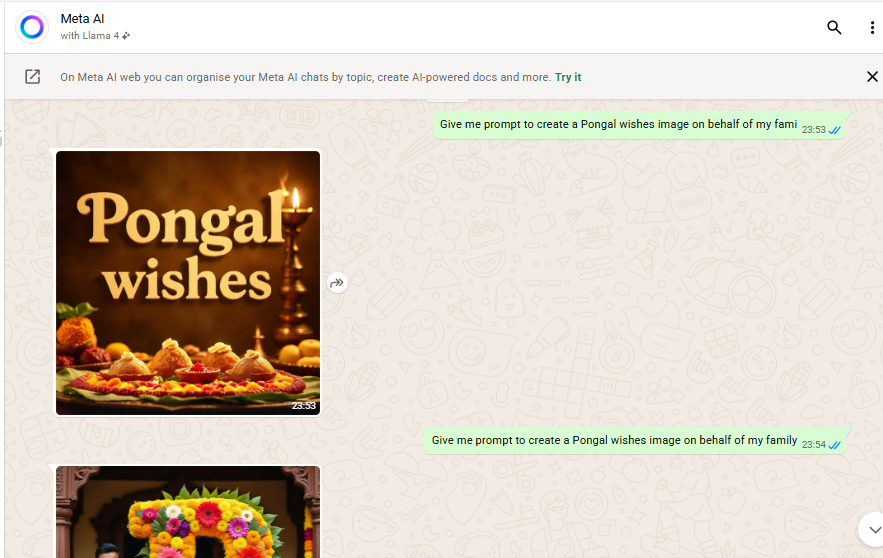 Meta AI
with Llama 4
On Meta AI web you can organise your Meta AI chats by topic, create AI-powered docs and more. Try it
Give me prompt to create a Pongal wishes image on behalf of my fami 23:53
Pongal
wishes
23:53
Give me prompt to create a Pongal wishes image on behalf of my family 23:54